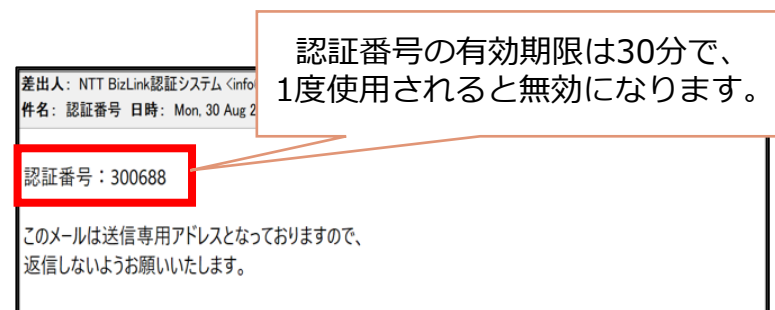 認証番号の有効期限は30分で、
1度使用されると無効になります。
差出人: NTT BizLink認証システム <info
件名: 認証番号 日時: Mon, 30 Aug 2
認証番号：300688
このメールは送信専用アドレスとなっておりますので、
返信しないようお願いいたします。